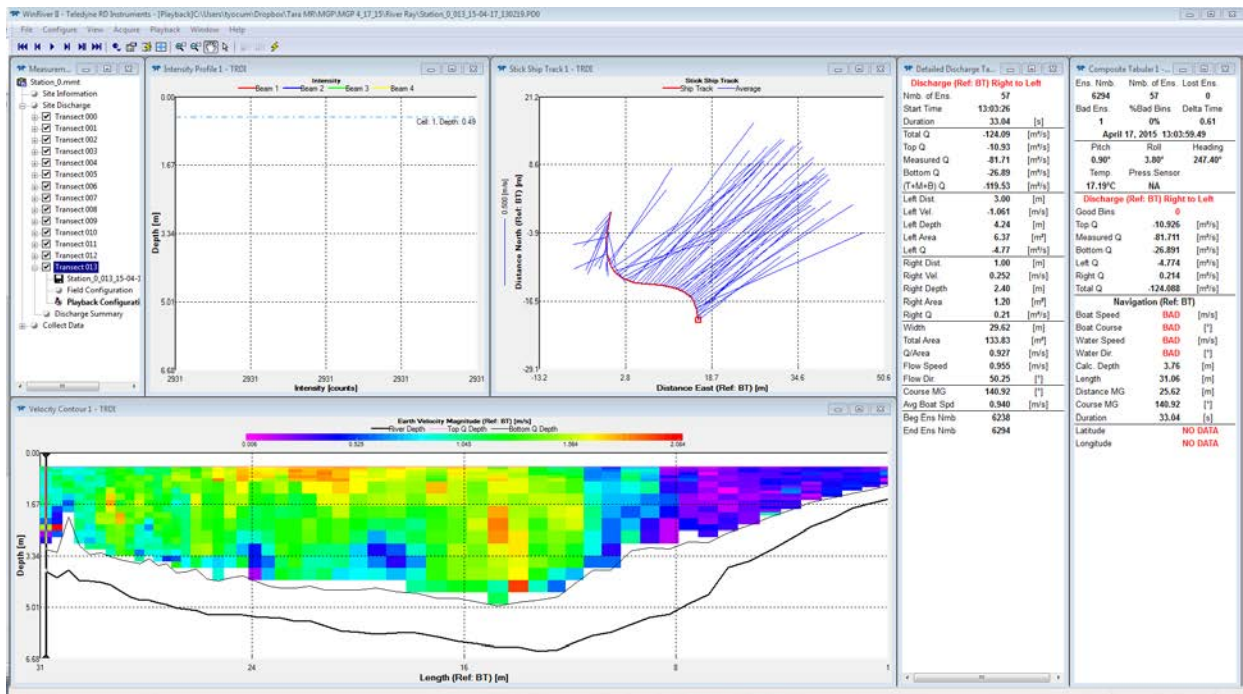 WinRiver II - Teledyne RD Instruments - [Playback]C:\Users\tyocum\Dropbox\Tara MR\MGP\MGP 4_17_15\River Ray\Station_0_013_15-04-17_130219.PD0
File Configure View Acquire Playback Window Help
Measurem...
Station_0.mmt
Site Information
Site Discharge
Transect 000
Transect 001
Transect 002
Transect 003
Transect 004
Transect 005
Transect 006
Transect 007
Transect 008
Transect 009
Transect 010
Transect 011
Transect 012
Transect 013
Station_0_013_15-04-1
Field Configuration
Playback Configurati
Discharge Summary
Collect Data
Intensity Profile 1 - TRDI
Intensity
Beam 1 Beam 2 Beam 3 Beam 4
0.00
Cell: 1, Depth: 0.49
1.67
3.34
5.01
6.68
Depth [m]
2931 2931 2931 2931 2931
Intensity [counts]
Stick Ship Track 1 - TRDI
Stick Ship Track
Ship Track Average
21.2
8.6
-3.9
-16.5
-29.1
0.500 [m/s]
Distance North (Ref: BT) [m]
-13.2 2.8 18.7 34.6 50.6
Distance East (Ref: BT) [m]
Detailed Discharge Ta...
Discharge (Ref: BT) Right to Left
Nmb. of Ens. 57
Start Time 13:03:26
Duration 33.04 [s]
Total Q -124.09 [m³/s]
Top Q -10.93 [m³/s]
Measured Q -81.71 [m³/s]
Bottom Q -26.89 [m³/s]
(T+M+B) Q -119.53 [m³/s]
Left Dist. 3.00 [m]
Left Vel. -1.061 [m/s]
Left Depth 4.24 [m]
Left Area 6.37 [m²]
Left Q -4.77 [m³/s]
Right Dist. 1.00 [m]
Right Vel. 0.252 [m/s]
Right Depth 2.40 [m]
Right Area 1.20 [m²]
Right Q 0.21 [m³/s]
Width 29.62 [m]
Total Area 133.83 [m²]
Q/Area 0.927 [m/s]
Flow Speed 0.955 [m/s]
Flow Dir. 50.25 [°]
Course MG 140.92 [°]
Avg Boat Spd 0.940 [m/s]
Beg Ens Nmb 6238
End Ens Nmb 6294
Composite Tabular 1 -...
Ens. Nmb. Nmb. of Ens. Lost Ens.
6294 57 0
Bad Ens. %Bad Bins Delta Time
1 0% 0.61
April 17, 2015 13:03:59.49
Pitch Roll Heading
0.90° 3.80° 247.40°
Temp. Press Sensor
17.19°C NA
Discharge (Ref: BT) Right to Left
Good Bins 0
Top Q -10.926 [m³/s]
Measured Q -81.711 [m³/s]
Bottom Q -26.891 [m³/s]
Left Q -4.774 [m³/s]
Right Q 0.214 [m³/s]
Total Q -124.088 [m³/s]
Navigation (Ref: BT)
Boat Speed BAD [m/s]
Boat Course BAD [°]
Water Speed BAD [m/s]
Water Dir. BAD [°]
Calc. Depth 3.76 [m]
Length 31.06 [m]
Distance MG 25.62 [m]
Course MG 140.92 [°]
Duration 33.04 [s]
Latitude NO DATA
Longitude NO DATA
Velocity Contour 1 - TRDI
Earth Velocity Magnitude (Ref: BT) [m/s]
River Depth Top Q Depth Bottom Q Depth
0.006 0.525 1.045 1.564 2.084
0.00
1.67
3.34
5.01
6.68
Depth [m]
31 24 16 8 1
Length (Ref: BT) [m]